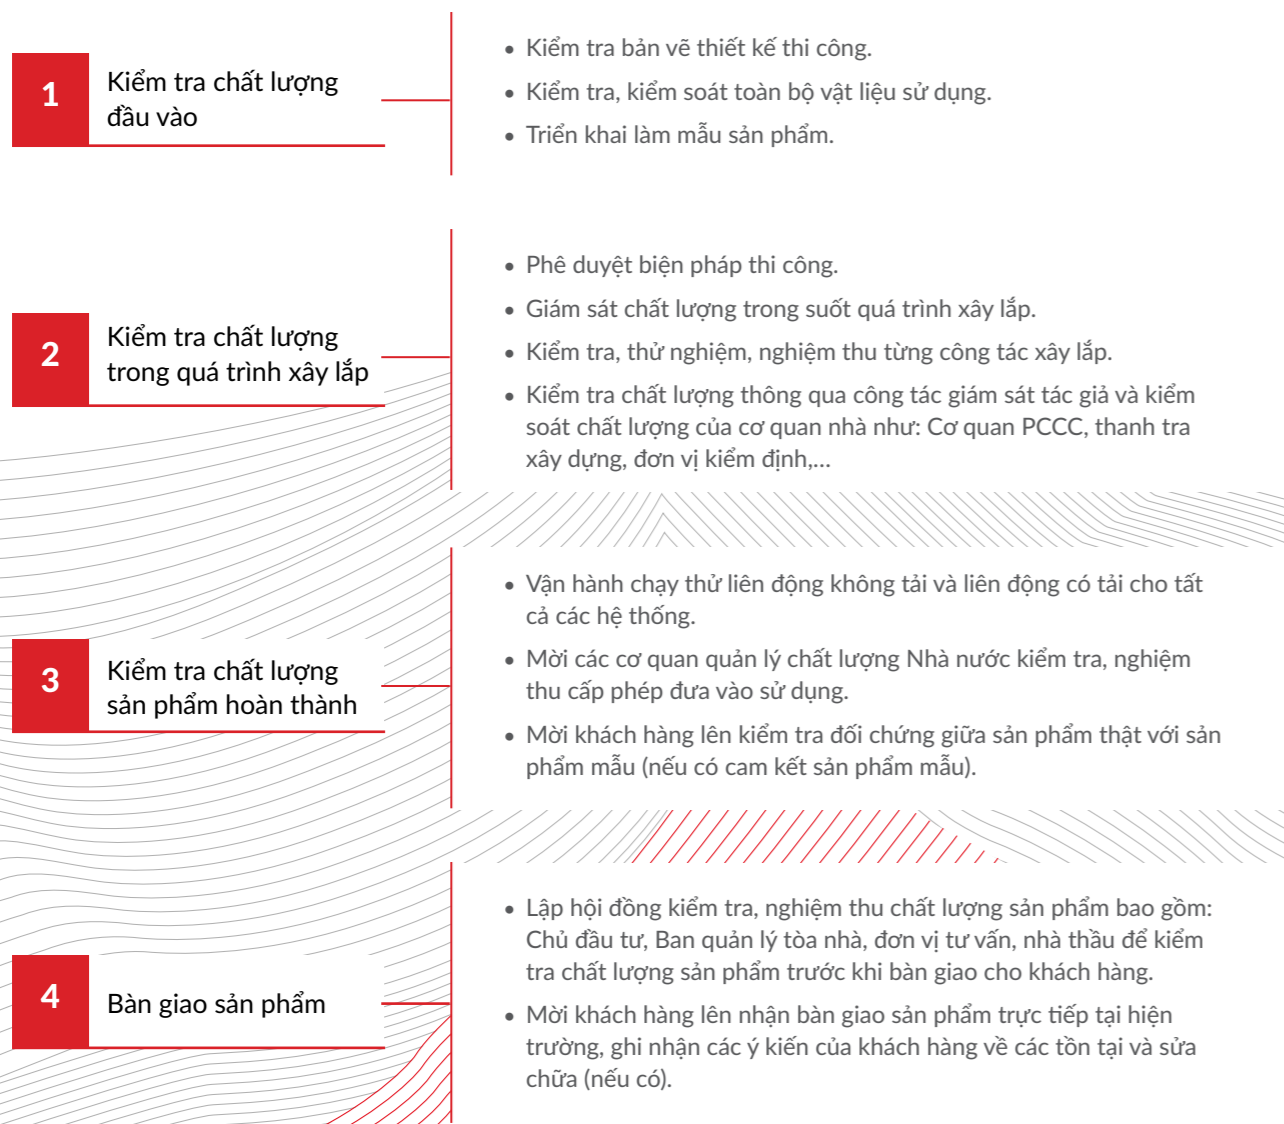 1
Kiểm tra chất lượng
đầu vào
• Kiểm tra bản vẽ thiết kế thi công.
• Kiểm tra, kiểm soát toàn bộ vật liệu sử dụng.
• Triển khai làm mẫu sản phẩm.
2
Kiểm tra chất lượng
trong quá trình xây lắp
• Phê duyệt biện pháp thi công.
• Giám sát chất lượng trong suốt quá trình xây lắp.
• Kiểm tra, thử nghiệm, nghiệm thu từng công tác xây lắp.
• Kiểm tra chất lượng thông qua công tác giám sát tác giả và kiểm
soát chất lượng của cơ quan nhà như: Cơ quan PCCC, thanh tra
xây dựng, đơn vị kiểm định,...
3
Kiểm tra chất lượng
sản phẩm hoàn thành
• Vận hành chạy thử liên động không tải và liên động có tải cho tất
cả các hệ thống.
• Mời các cơ quan quản lý chất lượng Nhà nước kiểm tra, nghiệm
thu cấp phép đưa vào sử dụng.
• Mời khách hàng lên kiểm tra đối chứng giữa sản phẩm thật với sản
phẩm mẫu (nếu có cam kết sản phẩm mẫu).
4
Bàn giao sản phẩm
• Lập hội đồng kiểm tra, nghiệm thu chất lượng sản phẩm bao gồm:
Chủ đầu tư, Ban quản lý tòa nhà, đơn vị tư vấn, nhà thầu để kiểm
tra chất lượng sản phẩm trước khi bàn giao cho khách hàng.
• Mời khách hàng lên nhận bàn giao sản phẩm trực tiếp tại hiện
trường, ghi nhận các ý kiến của khách hàng về các tồn tại và sửa
chữa (nếu có).